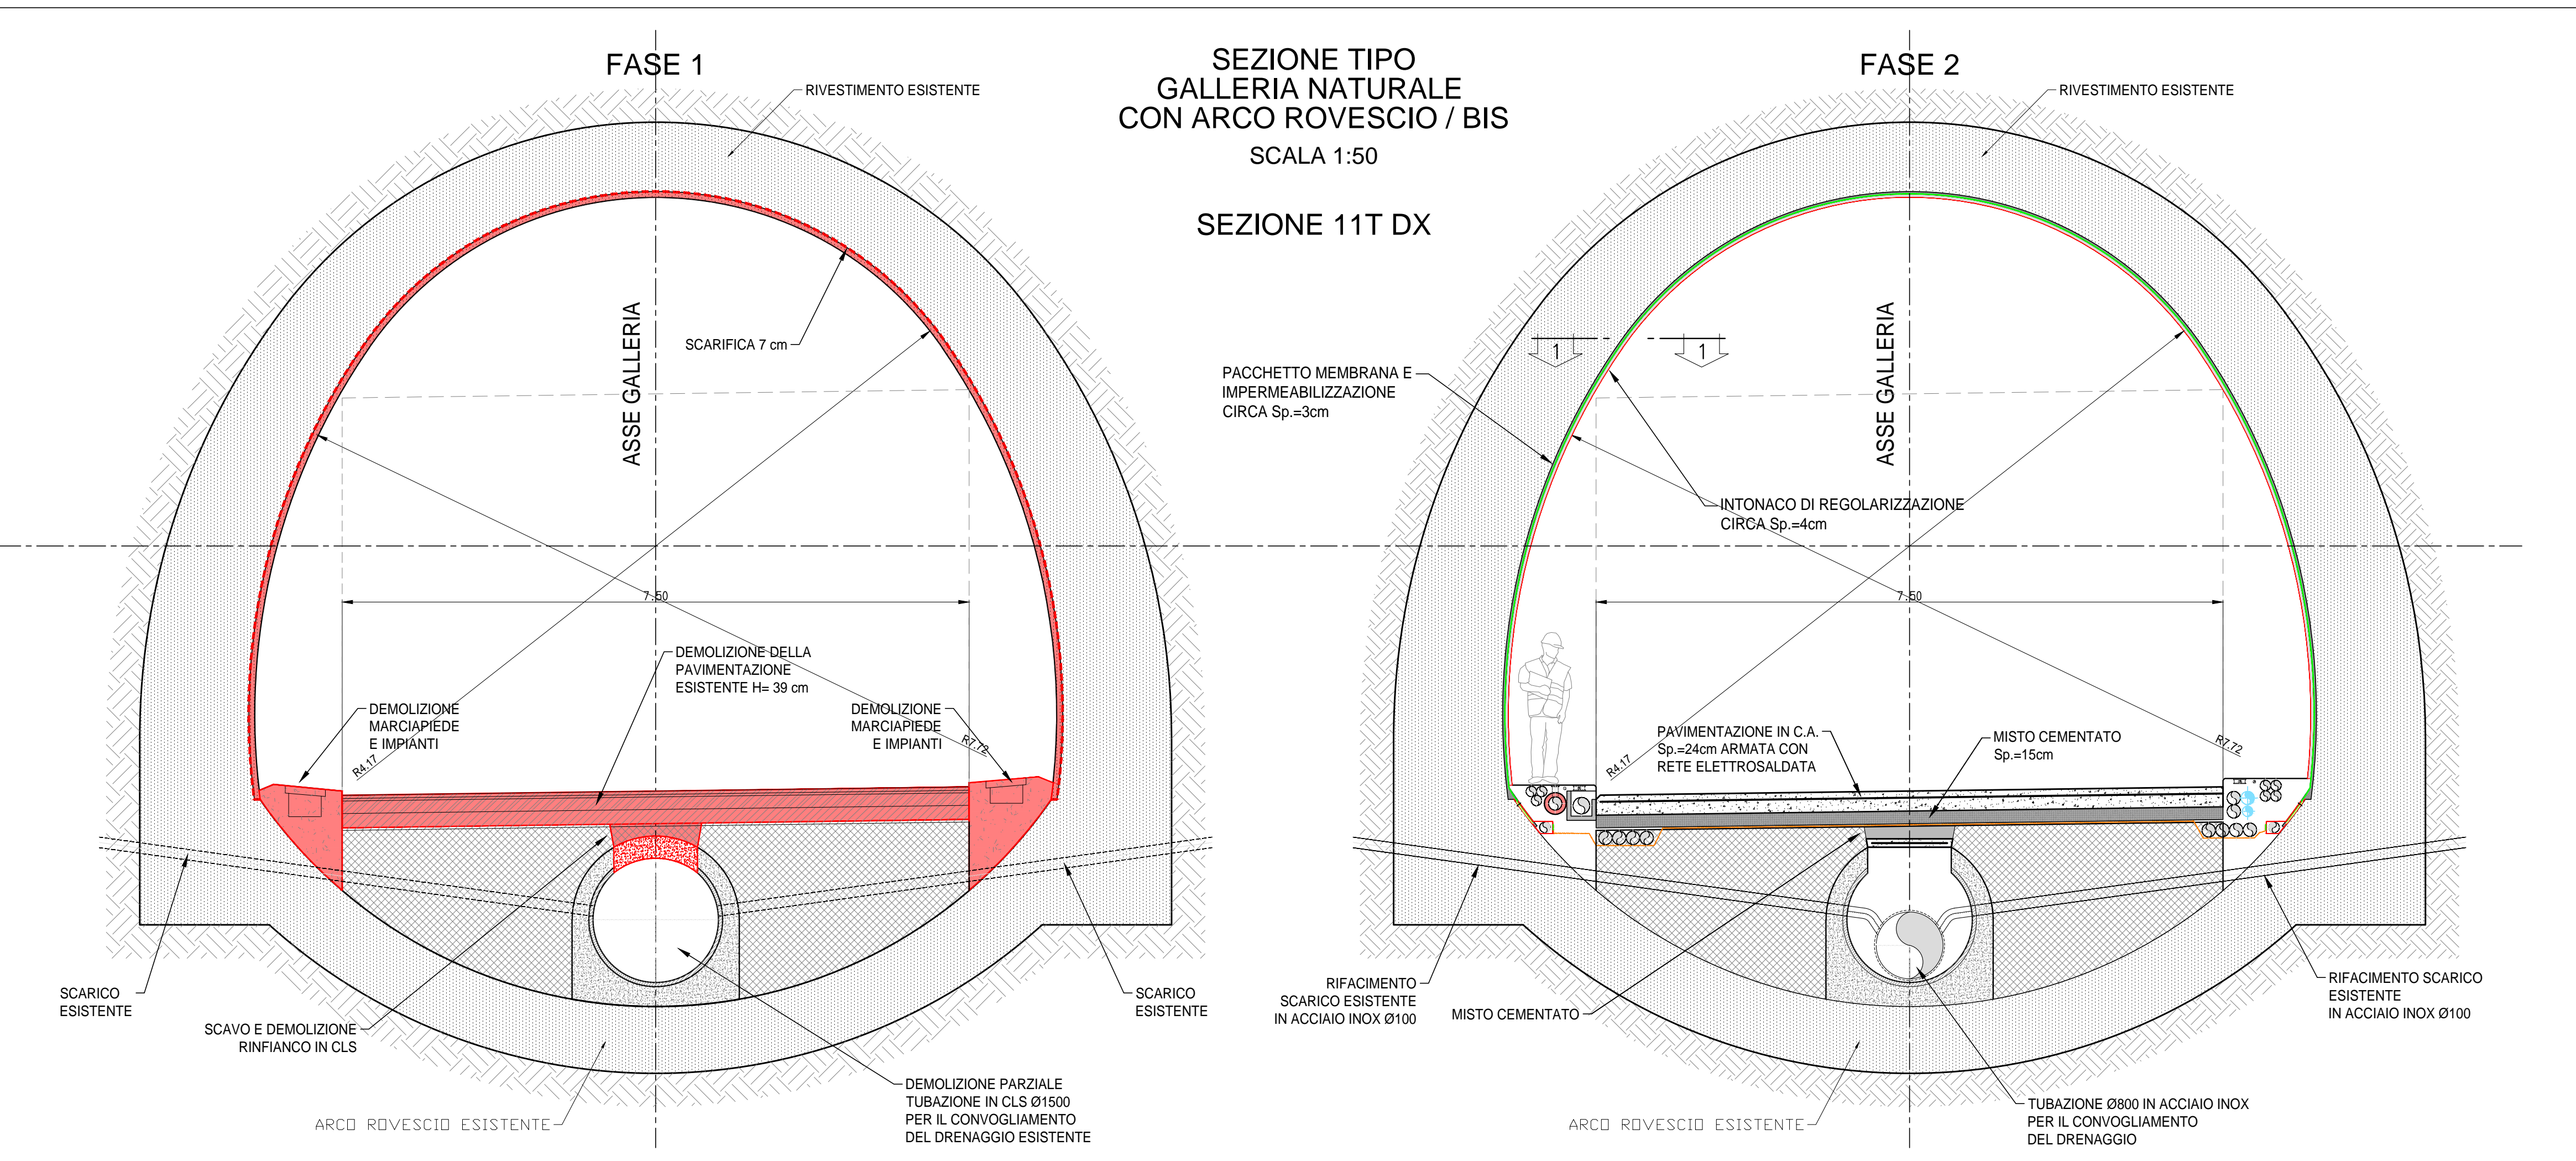 FASE 1
RIVESTIMENTO ESISTENTE
SCARIFICA 7 cm
ASSE GALLERIA
7.50
DEMOLIZIONE DELLA
PAVIMENTAZIONE
ESISTENTE H= 39 cm
DEMOLIZIONE
MARCIAPIEDE
E IMPIANTI
DEMOLIZIONE
MARCIAPIEDE
E IMPIANTI
R4.17
R7.72
SCARICO
ESISTENTE
SCAVO E DEMOLIZIONE
RINFIANCO IN CLS
SCARICO
ESISTENTE
DEMOLIZIONE PARZIALE
TUBAZIONE IN CLS Ø1500
PER IL CONVOGLIAMENTO
DEL DRENAGGIO ESISTENTE
ARCO ROVESCIO ESISTENTE
SEZIONE TIPO
GALLERIA NATURALE
CON ARCO ROVESCIO / BIS
SCALA 1:50
SEZIONE 11T DX
FASE 2
RIVESTIMENTO ESISTENTE
1
1
PACCHETTO MEMBRANA E
IMPERMEABILIZZAZIONE
CIRCA Sp.=3cm
ASSE GALLERIA
INTONACO DI REGOLARIZZAZIONE
CIRCA Sp.=4cm
7.50
PAVIMENTAZIONE IN C.A.
Sp.=24cm ARMATA CON
RETE ELETTROSALDATA
MISTO CEMENTATO
Sp.=15cm
R4.17
R7.72
RIFACIMENTO
SCARICO ESISTENTE
IN ACCIAIO INOX Ø100
MISTO CEMENTATO
RIFACIMENTO SCARICO
ESISTENTE
IN ACCIAIO INOX Ø100
TUBAZIONE Ø800 IN ACCIAIO INOX
PER IL CONVOGLIAMENTO
DEL DRENAGGIO
ARCO ROVESCIO ESISTENTE